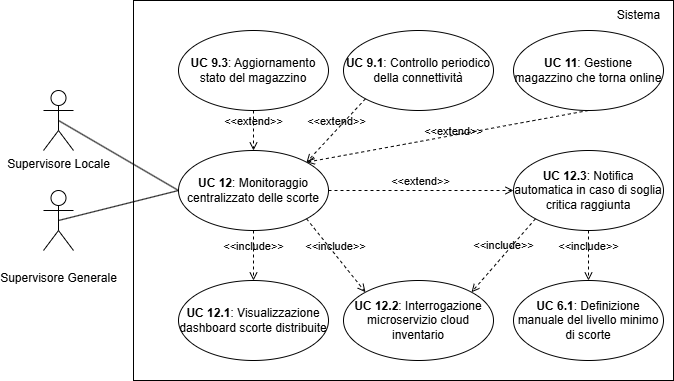 Sistema
UC 9.3: Aggiornamento
stato del magazzino
UC 9.1: Controllo periodico
della connettività
UC 11: Gestione
magazzino che torna online
<<extend>>
<<extend>>
<<extend>>
Supervisore Locale
UC 12: Monitoraggio
centralizzato delle scorte
<<extend>>
UC 12.3: Notifica
automatica in caso di soglia
critica raggiunta
Supervisore Generale
<<include>>
<<include>>
<<include>>
<<include>>
UC 12.1: Visualizzazione
dashboard scorte distribuite
UC 12.2: Interrogazione
microservizio cloud
inventario
UC 6.1: Definizione
manuale del livello minimo
di scorte